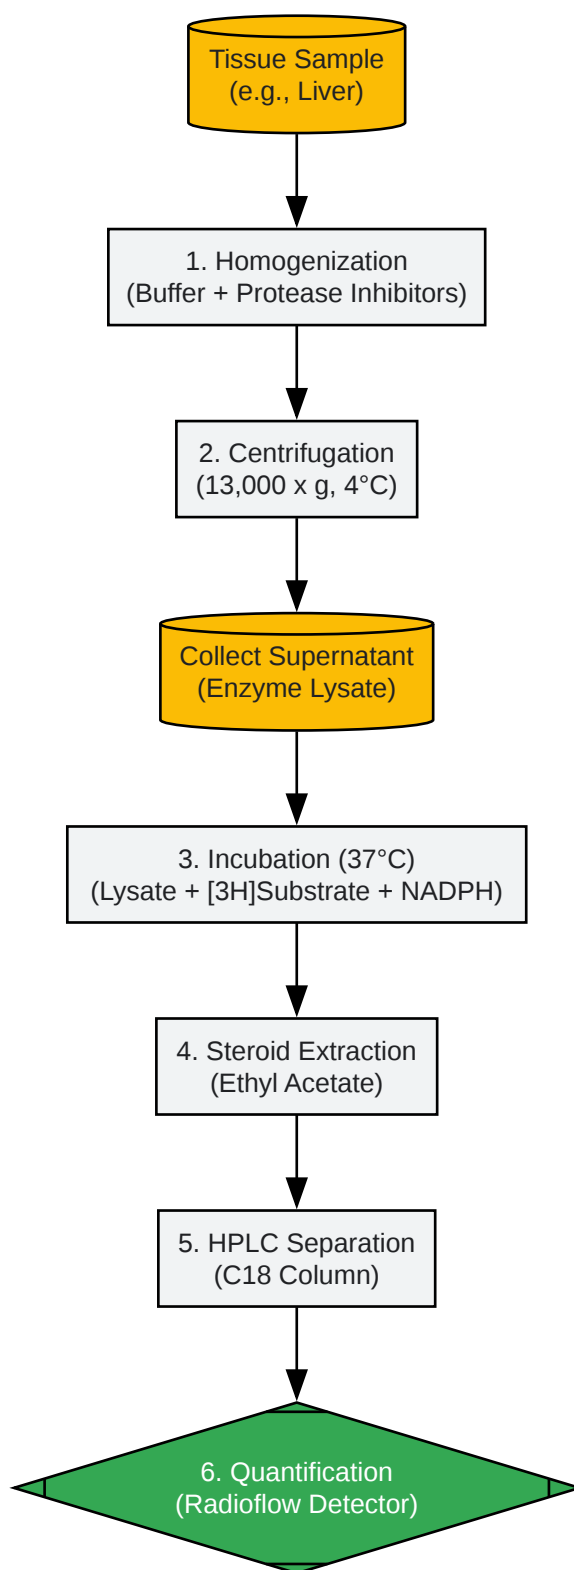 Tissue Sample
(e.g., Liver)
1. Homogenization
(Buffer + Protease Inhibitors)
2. Centrifugation
(13,000 x g, 4°C)
Collect Supernatant
(Enzyme Lysate)
3. Incubation (37°C)
(Lysate + [3H]Substrate + NADPH)
4. Steroid Extraction
(Ethyl Acetate)
5. HPLC Separation
(C18 Column)
6. Quantification
(Radioflow Detector)